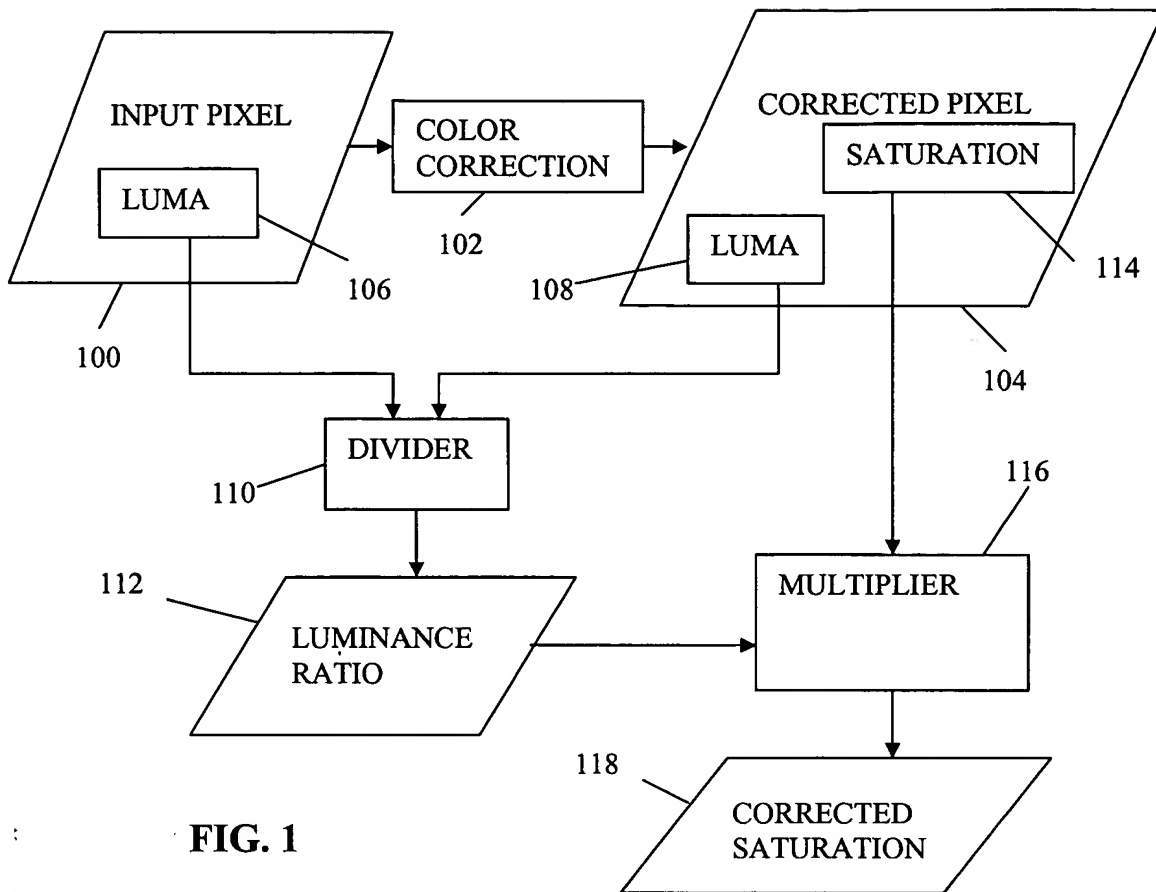 INPUT PIXEL
LUMA
COLOR
CORRECTION
CORRECTED PIXEL
SATURATION
LUMA
102
106
108
114
100
104
DIVIDER
110
116
112
LUMINANCE
RATIO
MULTIPLIER
118
CORRECTED
SATURATION
FIG. 1